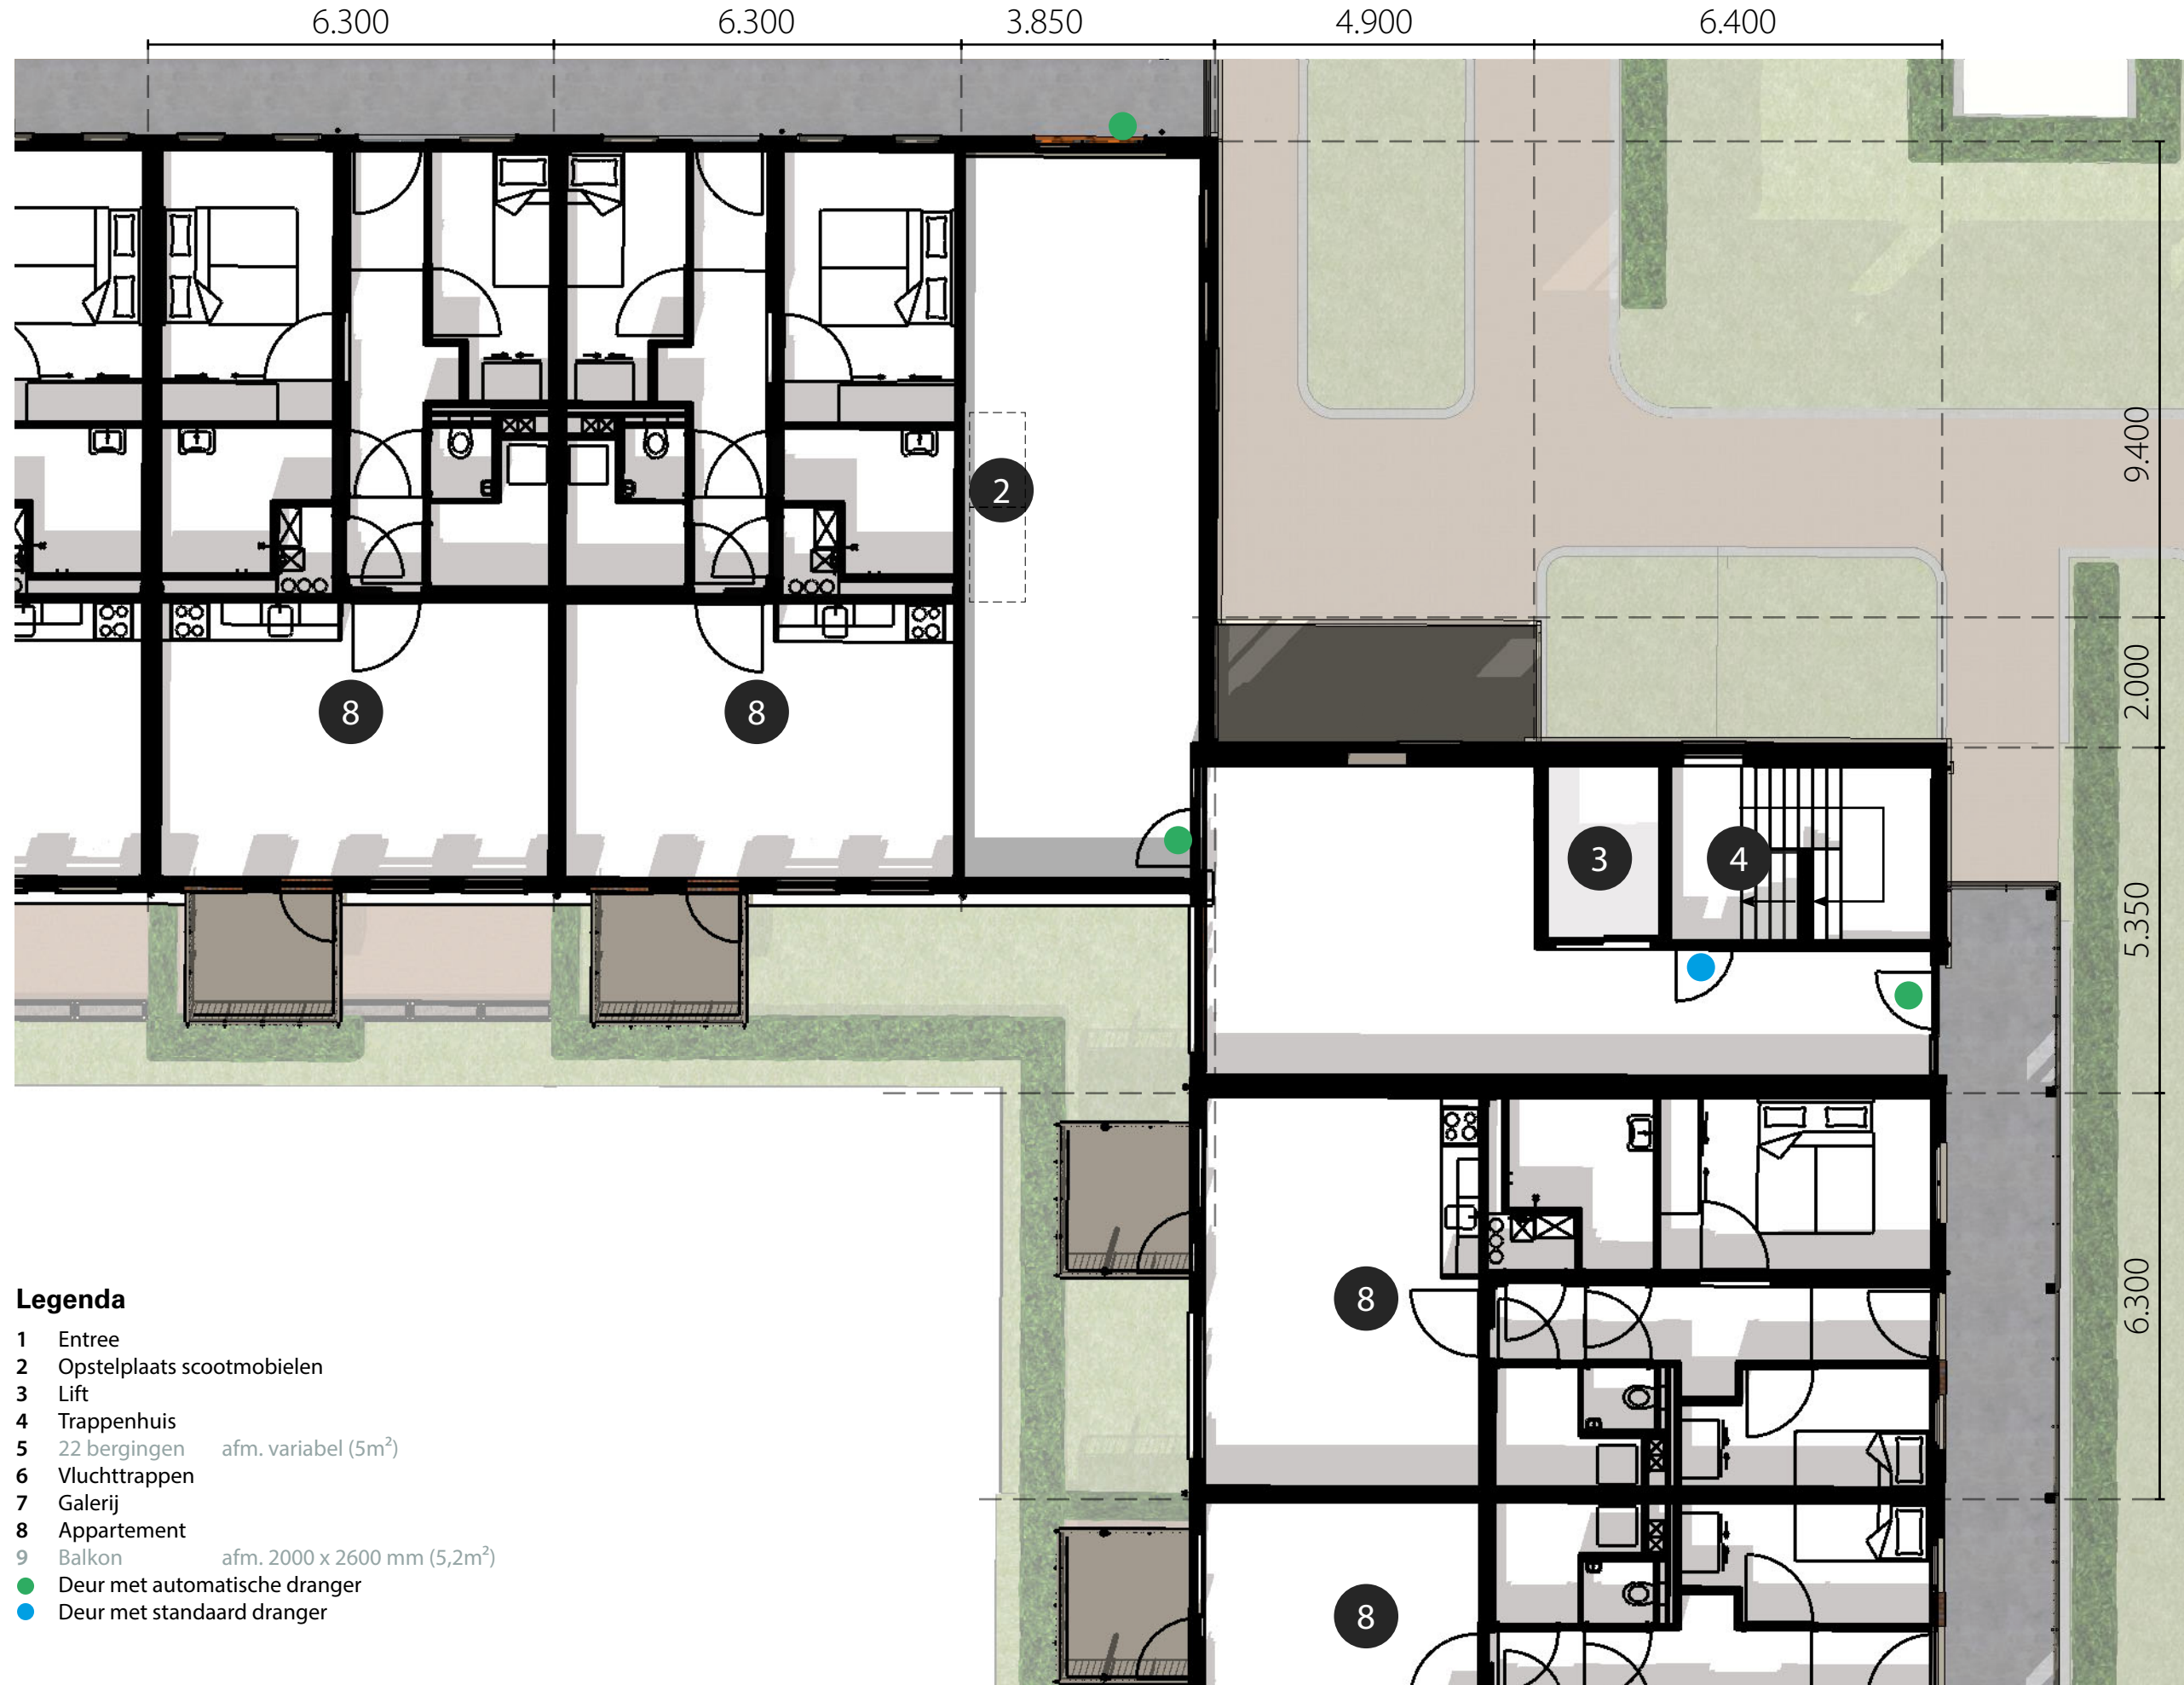 6.300 6.300 3.850 4.900 6.400
9.400
2.000
5.350
6.300
2
8 8
3 4
8
8
Legenda
1 Entree
2 Opstelplaats scootmobielen
3 Lift
4 Trappenhuis
5 22 bergingen afm. variabel (5m²)
6 Vluchttrappen
7 Galerij
8 Appartement
9 Balkon afm. 2000 x 2600 mm (5,2m²)
Deur met automatische dranger
Deur met standaard dranger